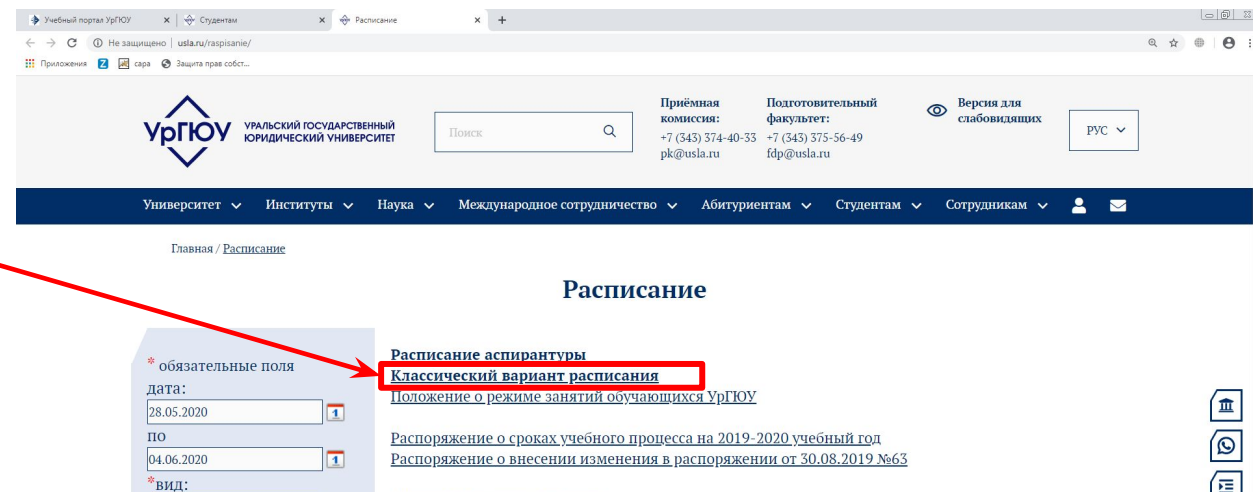 Учебный портал УрГЮУ
Студентам
Расписание
Не защищено | usla.ru/raspisanie/
Приложения
Z
сара
Защита прав собст...
УрГЮУ
УРАЛЬСКИЙ ГОСУДАРСТВЕННЫЙ
ЮРИДИЧЕСКИЙ УНИВЕРСИТЕТ
Поиск
Приёмная
комиссия:
+7 (343) 374-40-33
pk@usla.ru
Подготовительный
факультет:
+7 (343) 375-56-49
fdp@usla.ru
Версия для
слабовидящих
РУС
Университет Институты Наука Международное сотрудничество Абитуриентам Студентам Сотрудникам
Главная / Расписание
Расписание
* обязательные поля
дата:
28.05.2020
1
по
04.06.2020
1
*вид:
Расписание аспирантуры
Классический вариант расписания
Положение о режиме занятий обучающихся УрГЮУ
Распоряжение о сроках учебного процесса на 2019-2020 учебный год
Распоряжение о внесении изменения в распоряжении от 30.08.2019 №63